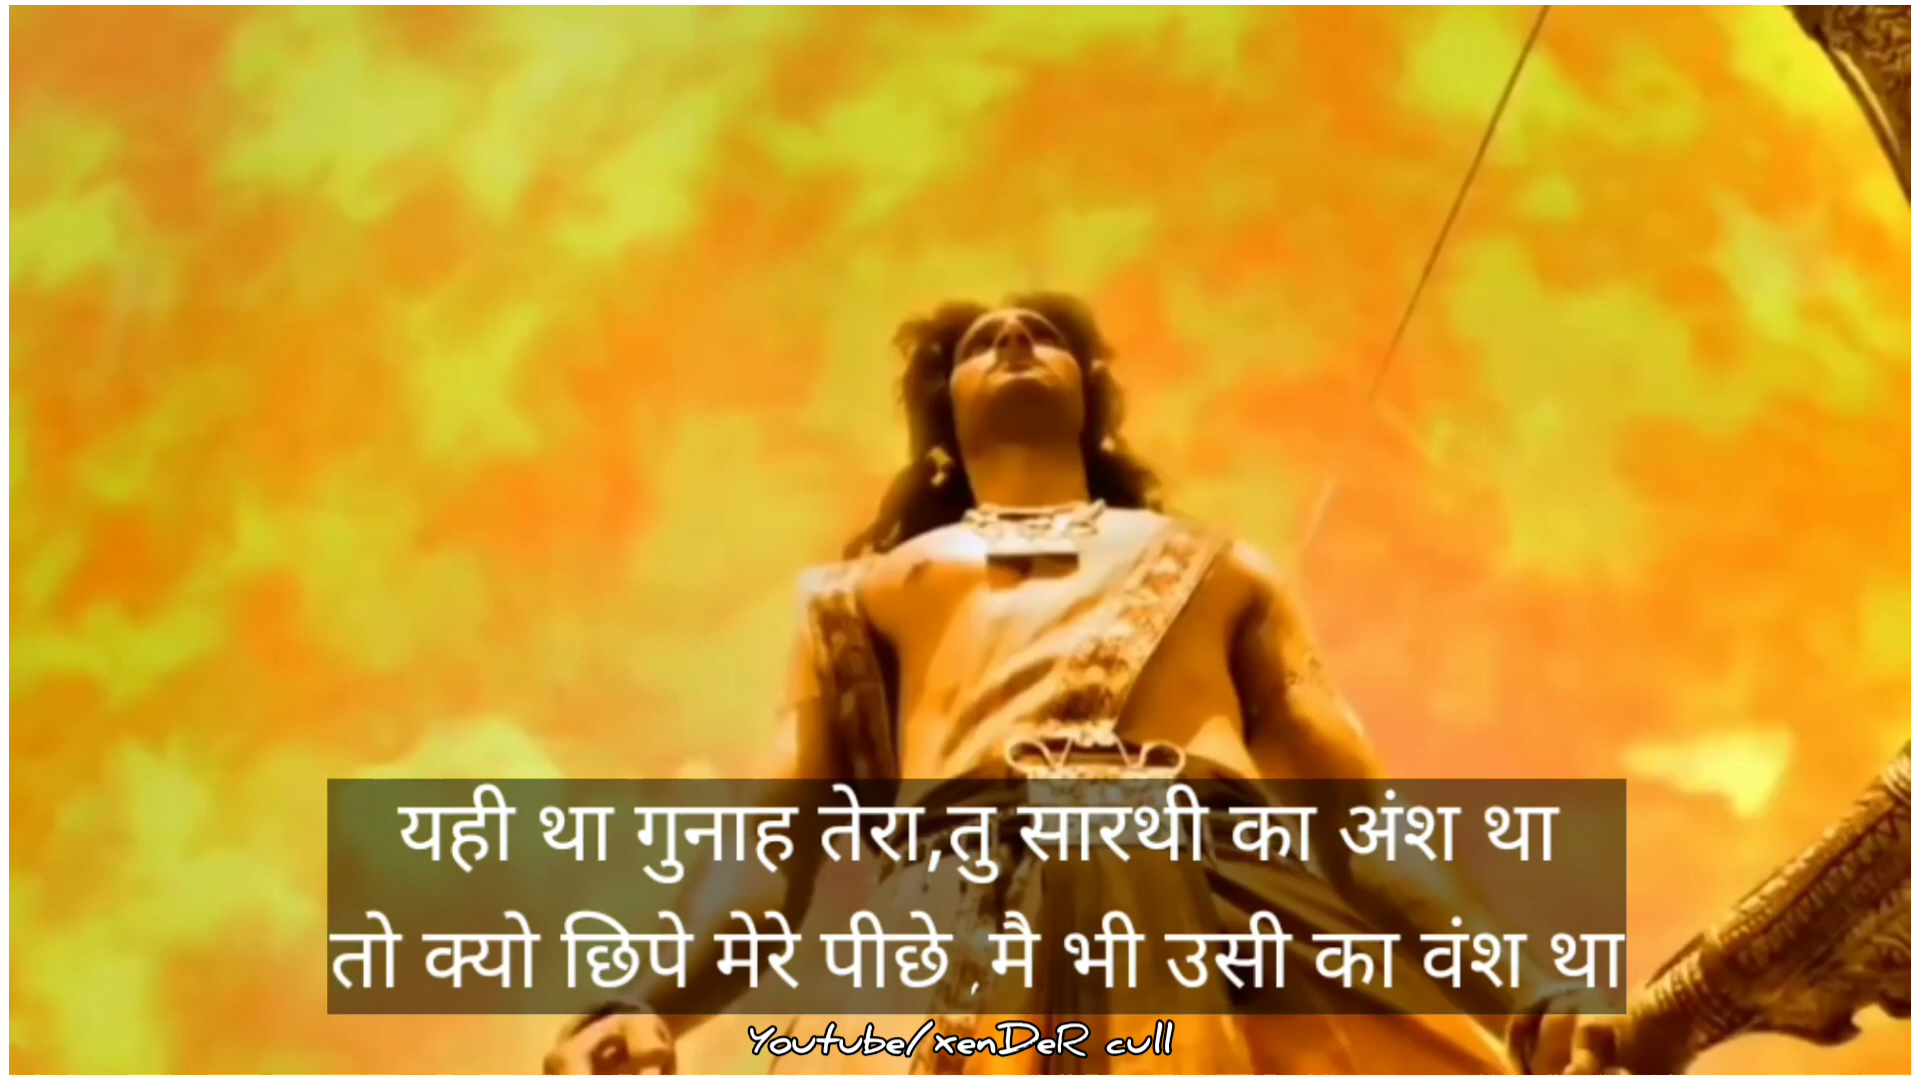 यही था गुनाह तेरा,तु सारथी का अंश था
तो क्यो छिपे मेरे पीछे ,मै भी उसी का वंश था
Youtube/xenDeR cull